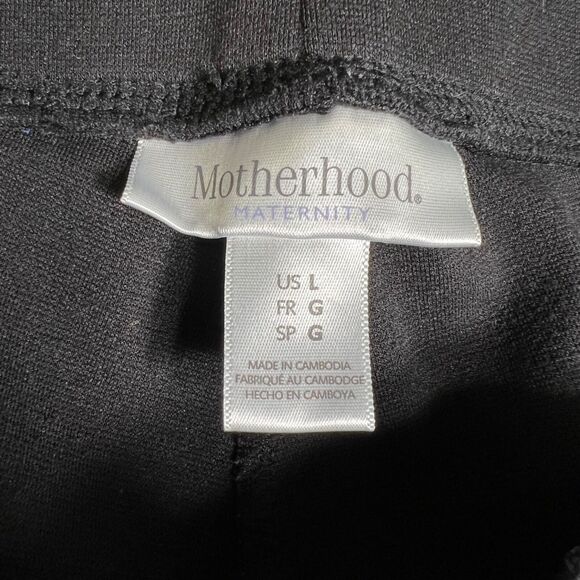 Motherhood®
MATERNITY
US L
FR G
SP G
MADE IN CAMBODIA
FABRIQUÉ AU CAMBODGE
HECHO EN CAMBOYA